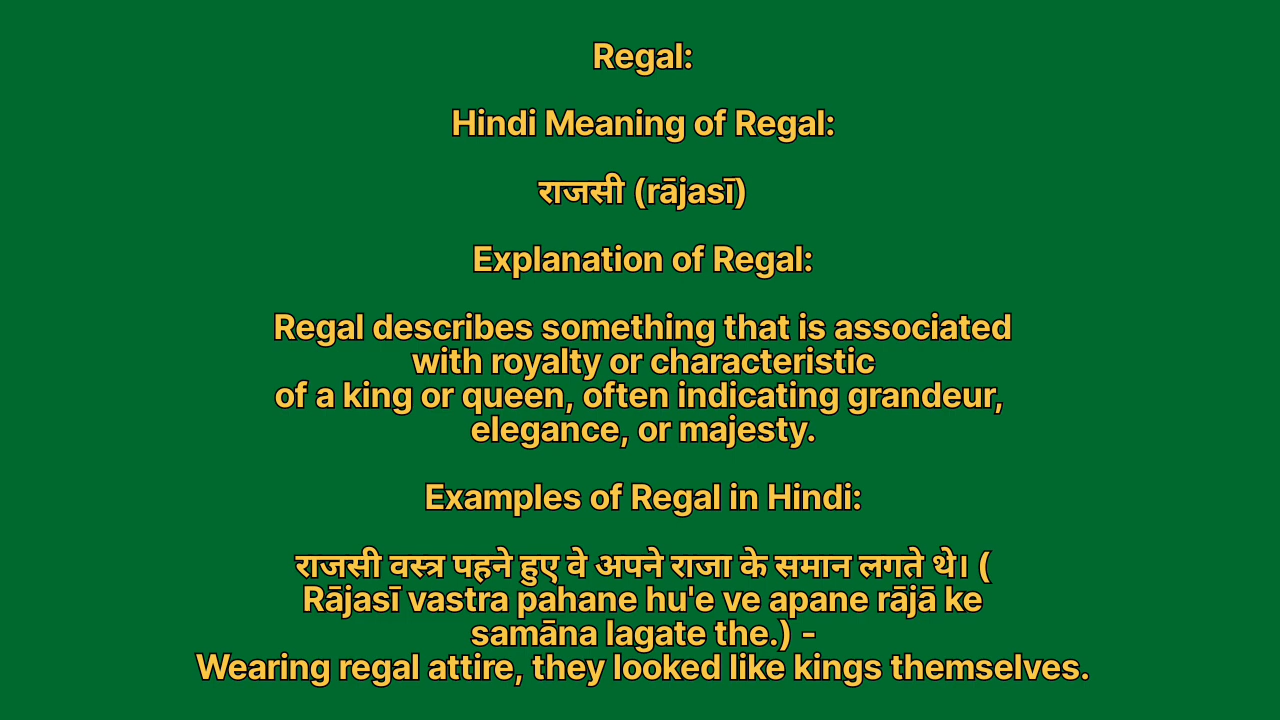 Regal:
Hindi Meaning of Regal:
राजसी (rājasī)
Explanation of Regal:
Regal describes something that is associated
with royalty or characteristic
of a king or queen, often indicating grandeur,
elegance, or majesty.
Examples of Regal in Hindi:
राजसी वस्त्र पहने हुए वे अपने राजा के समान लगते थे। (
Rājasī vastra pahane hu'e ve apane rājā ke
samāna lagate the.) -
Wearing regal attire, they looked like kings themselves.